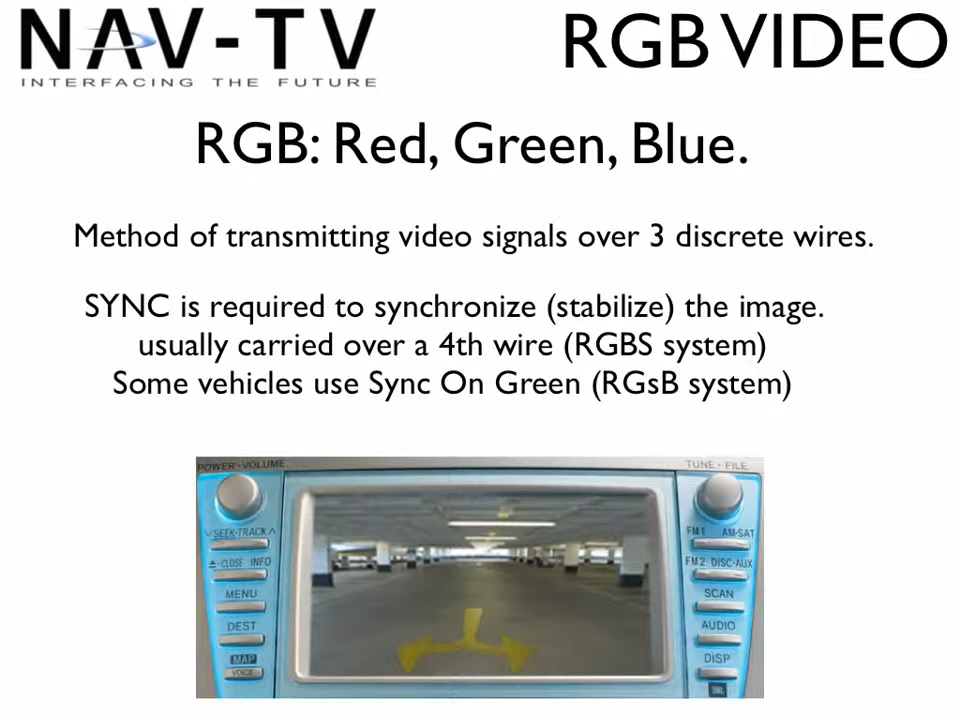 NAV-TV
INTERFACING THE FUTURE
RGB VIDEO
RGB: Red, Green, Blue.
Method of transmitting video signals over 3 discrete wires.
SYNC is required to synchronize (stabilize) the image.
usually carried over a 4th wire (RGBS system)
Some vehicles use Sync On Green (RGsB system)
POWER•VOLUME
TUNE•FILE
∨SEEK•TRACK∧
FM1 AM•SAT
⏏•CLOSE INFO
FM2 DISC•AUX
MENU
SCAN
DEST
AUDIO
MAP
VOICE
DISP
JBL